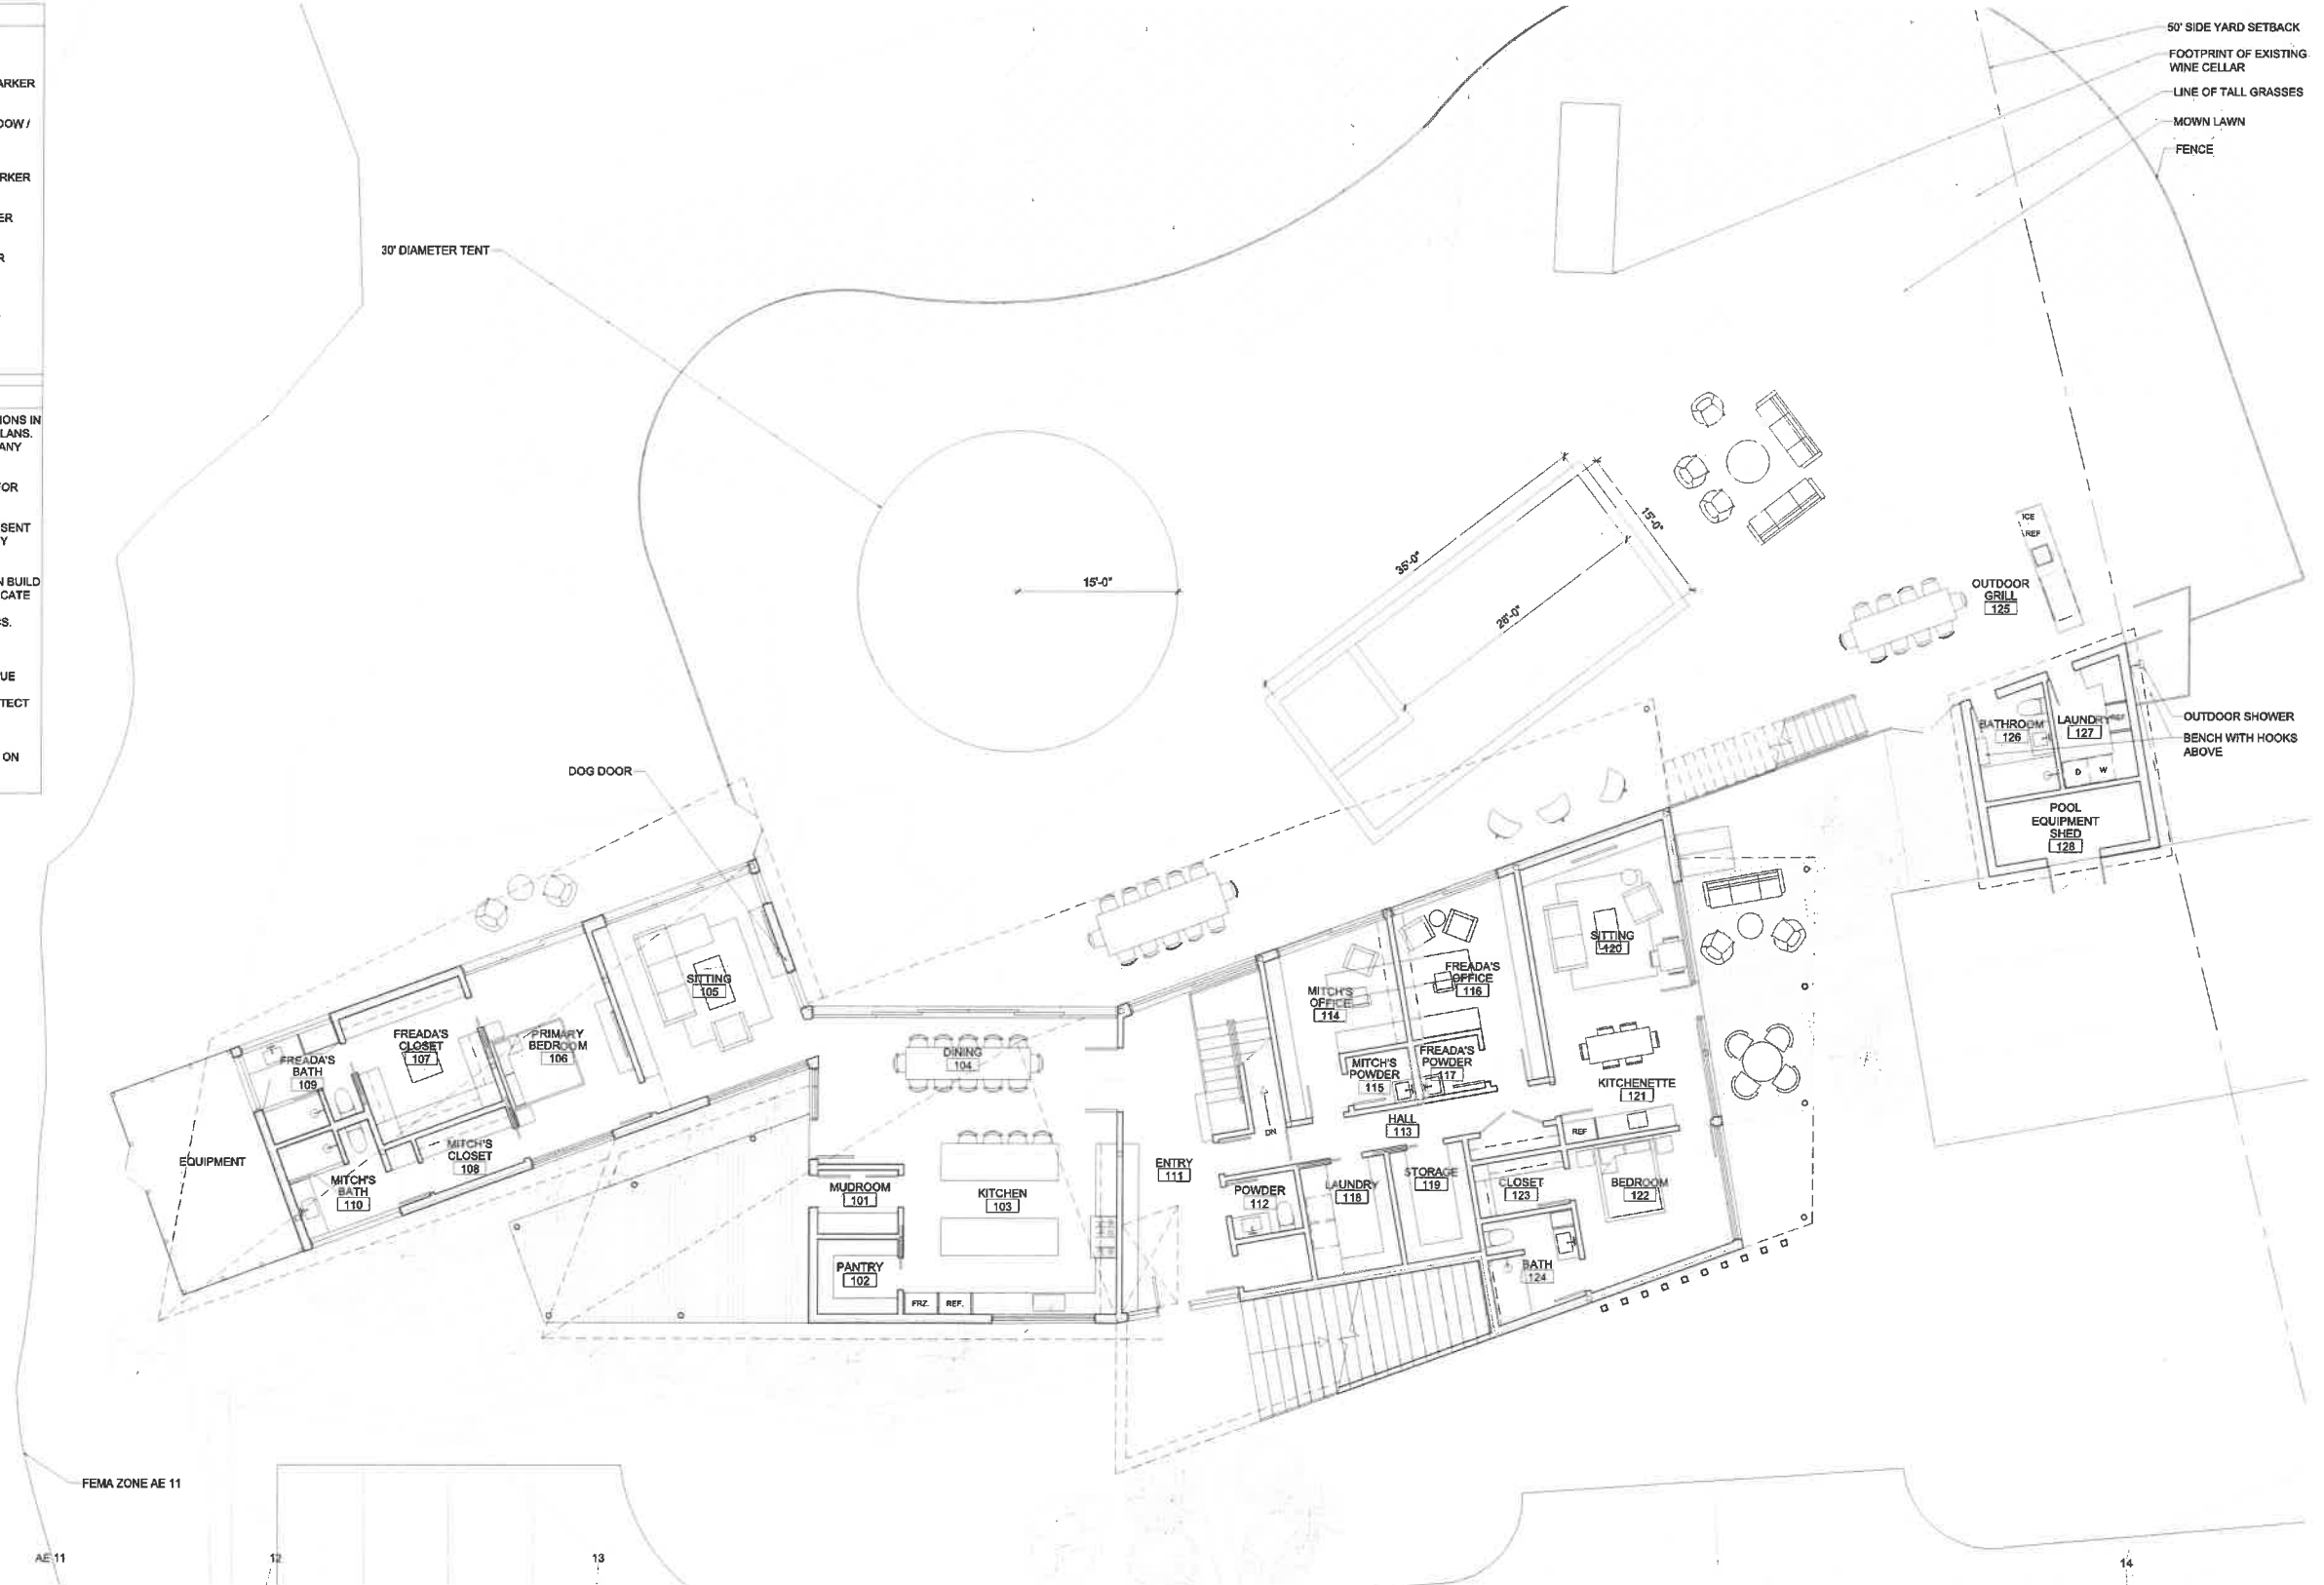 ARKER
DOW /
RKER
ER
R
IONS IN
LANS.
ANY
FOR
SENT
Y
N BUILD
CATE
S.
UE
TECT
ON
50' SIDE YARD SETBACK
FOOTPRINT OF EXISTING
WINE CELLAR
LINE OF TALL GRASSES
MOWN LAWN
FENCE
30' DIAMETER TENT
15'-0"
35'-0"
15'-0"
28'-0"
ICE
REF
OUTDOOR
GRILL
125
BATHROOM
126
LAUNDRY
127
REF
D
W
OUTDOOR SHOWER
BENCH WITH HOOKS
ABOVE
POOL
EQUIPMENT
SHED
128
DOG DOOR
SITTING
105
FREADA'S
CLOSET
107
PRIMARY
BEDROOM
106
FREADA'S
BATH
109
MITCH'S
CLOSET
108
EQUIPMENT
MITCH'S
BATH
110
DINING
104
MUDROOM
101
KITCHEN
103
PANTRY
102
FRZ.
REF.
ENTRY
111
DN
MITCH'S
OFFICE
114
FREADA'S
OFFICE
116
MITCH'S
POWDER
115
FREADA'S
POWDER
117
HALL
113
SITTING
120
KITCHENETTE
121
REF
POWDER
112
LAUNDRY
118
STORAGE
119
CLOSET
123
BEDROOM
122
BATH
124
FEMA ZONE AE 11
AE 11
12
13
14